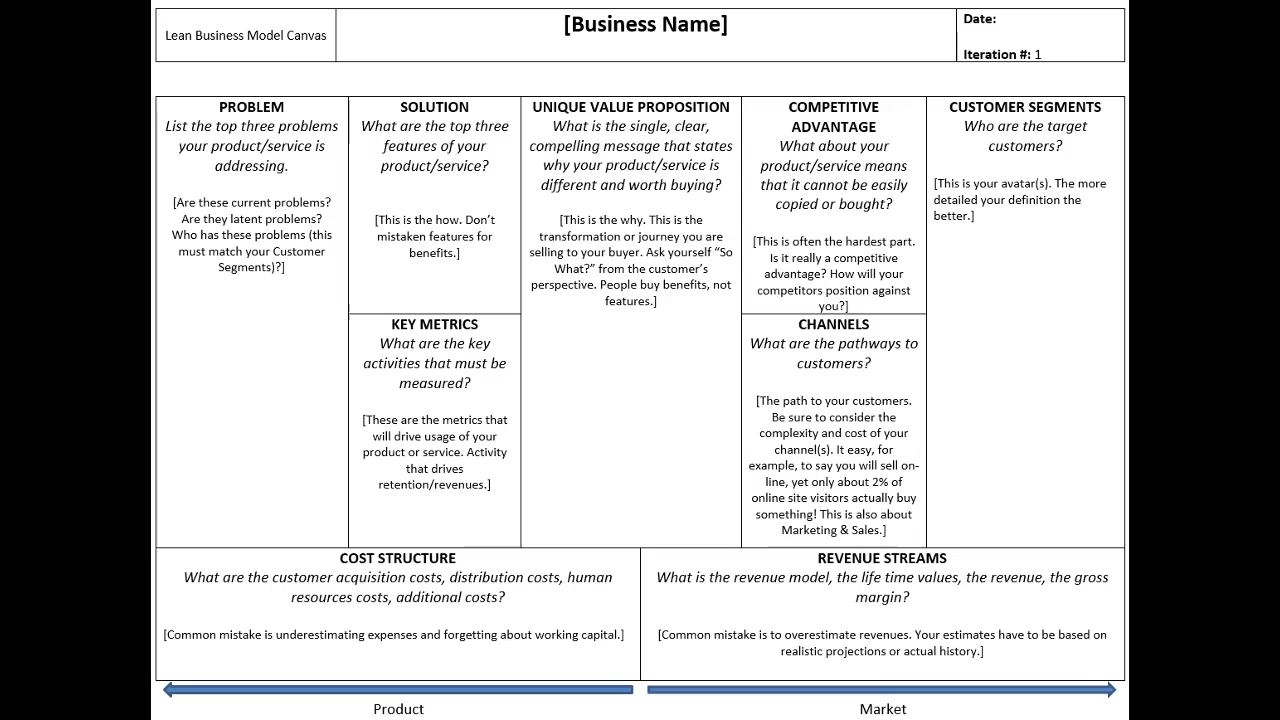 Lean Business Model Canvas
[Business Name]
Date:
Iteration #: 1
PROBLEM
List the top three problems
your product/service is
addressing.
[Are these current problems?
Are they latent problems?
Who has these problems (this
must match your Customer
Segments)?]
SOLUTION
What are the top three
features of your
product/service?
[This is the how. Don’t
mistaken features for
benefits.]
KEY METRICS
What are the key
activities that must be
measured?
[These are the metrics that
will drive usage of your
product or service. Activity
that drives
retention/revenues.]
UNIQUE VALUE PROPOSITION
What is the single, clear,
compelling message that states
why your product/service is
different and worth buying?
[This is the why. This is the
transformation or journey you are
selling to your buyer. Ask yourself “So
What?” from the customer’s
perspective. People buy benefits, not
features.]
COMPETITIVE
ADVANTAGE
What about your
product/service means
that it cannot be easily
copied or bought?
[This is often the hardest part.
Is it really a competitive
advantage? How will your
competitors position against
you?]
CHANNELS
What are the pathways to
customers?
[The path to your customers.
Be sure to consider the
complexity and cost of your
channel(s). It easy, for
example, to say you will sell on-
line, yet only about 2% of
online site visitors actually buy
something! This is also about
Marketing & Sales.]
CUSTOMER SEGMENTS
Who are the target
customers?
[This is your avatar(s). The more
detailed your definition the
better.]
COST STRUCTURE
What are the customer acquisition costs, distribution costs, human
resources costs, additional costs?
[Common mistake is underestimating expenses and forgetting about working capital.]
REVENUE STREAMS
What is the revenue model, the life time values, the revenue, the gross
margin?
[Common mistake is to overestimate revenues. Your estimates have to be based on
realistic projections or actual history.]
Product
Market